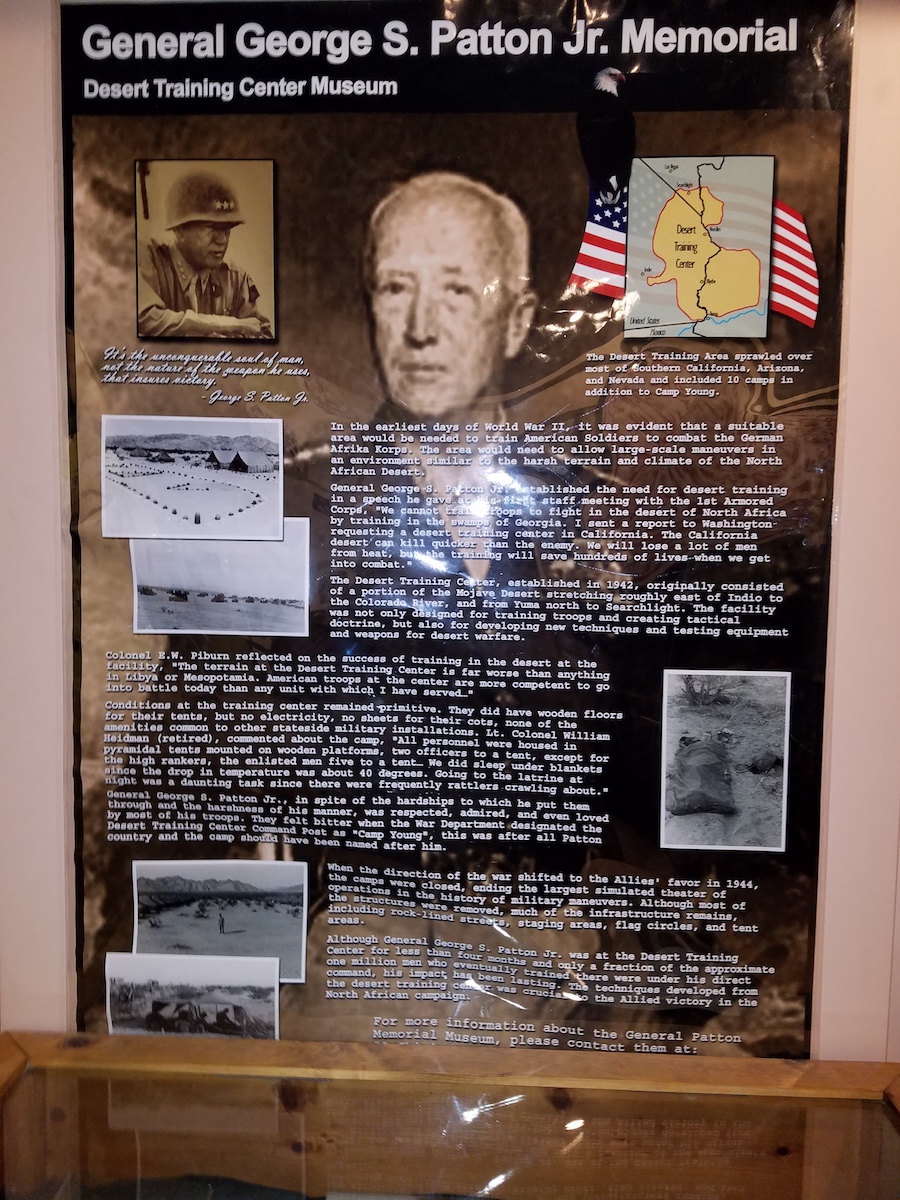 General George S. Patton Jr. Memorial
Desert Training Center Museum
Las Vegas
Searchlight
Desert
Training
Center
Needles
Indio
Blythe
Yuma
United States
Mexico
It's the unconquerable soul of man,
not the nature of the weapon he uses,
that insures victory.
- George S. Patton Jr.
The Desert Training Area sprawled over
most of Southern California, Arizona,
and Nevada and included 10 camps in
addition to Camp Young.
In the earliest days of World War II, it was evident that a suitable
area would be needed to train American Soldiers to combat the German
Afrika Korps. The area would need to allow large-scale maneuvers in
an environment similar to the harsh terrain and climate of the North
African Desert.
General George S. Patton Jr. established the need for desert training
in a speech he gave at his first staff meeting with the 1st Armored
Corps, "We cannot train troops to fight in the desert of North Africa
by training in the swamps of Georgia. I sent a report to Washington
requesting a desert training center in California. The California
desert can kill quicker than the enemy. We will lose a lot of men
from heat, but the training will save hundreds of lives when we get
into combat."
The Desert Training Center, established in 1942, originally consisted
of a portion of the Mojave Desert stretching roughly east of Indio to
the Colorado River, and from Yuma north to Searchlight. The facility
was not only designed for training troops and creating tactical
doctrine, but also for developing new techniques and testing equipment
and weapons for desert warfare.
Colonel E.W. Piburn reflected on the success of training in the desert at the
facility, "The terrain at the Desert Training Center is far worse than anything
in Libya or Mesopotamia. American troops at the center are more competent to go
into battle today than any unit with which I have served…"
Conditions at the training center remained primitive. They did have wooden floors
for their tents, but no electricity, no sheets for their cots, none of the
amenities common to other stateside military installations. Lt. Colonel William
Heidman (retired), commented about the camp, "All personnel were housed in
pyramidal tents mounted on wooden platforms, two officers to a tent, except for
the high rankers, the enlisted men five to a tent… We did sleep under blankets
since the drop in temperature was about 40 degrees. Going to the latrine at
night was a daunting task since there were frequently rattlers crawling about."
General George S. Patton Jr., in spite of the hardships to which he put them
through and the harshness of his manner, was respected, admired, and even loved
by most of his troops. They felt bitter when the War Department designated the
Desert Training Center Command Post as "Camp Young", this was after all Patton
country and the camp should have been named after him.
When the direction of the war shifted to the Allies' favor in 1944,
the camps were closed, ending the largest simulated theater of
operations in the history of military maneuvers. Although most of
the structures were removed, much of the infrastructure remains,
including rock-lined streets, staging areas, flag circles, and tent
areas.
Although General George S. Patton Jr. was at the Desert Training
Center for less than four months and only a fraction of the approximate
one million men who eventually trained there were under his direct
command, his impact has been lasting. The techniques developed from
the desert training center was crucial to the Allied victory in the
North African campaign.
For more information about the General Patton
Memorial Museum, please contact them at: